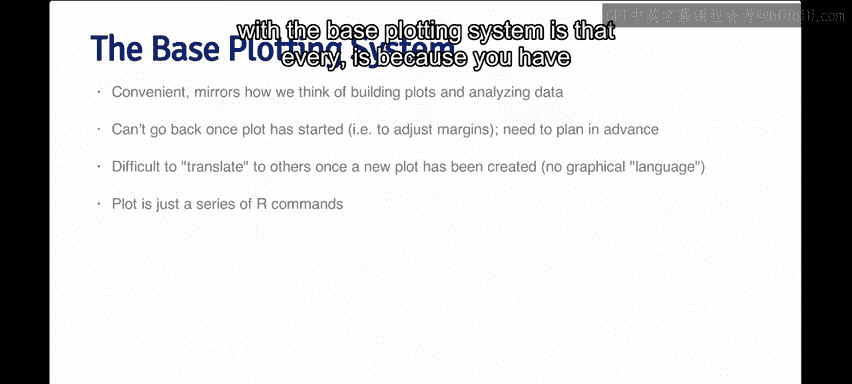 with the base plotting system is that
every, is because you have
The Base Plotting System
· Convenient, mirrors how we think of building plots and analyzing data
· Can't go back once plot has started (i.e. to adjust margins); need to plan in advance
· Difficult to "translate" to others once a new plot has been created (no graphical "language")
· Plot is just a series of R commands